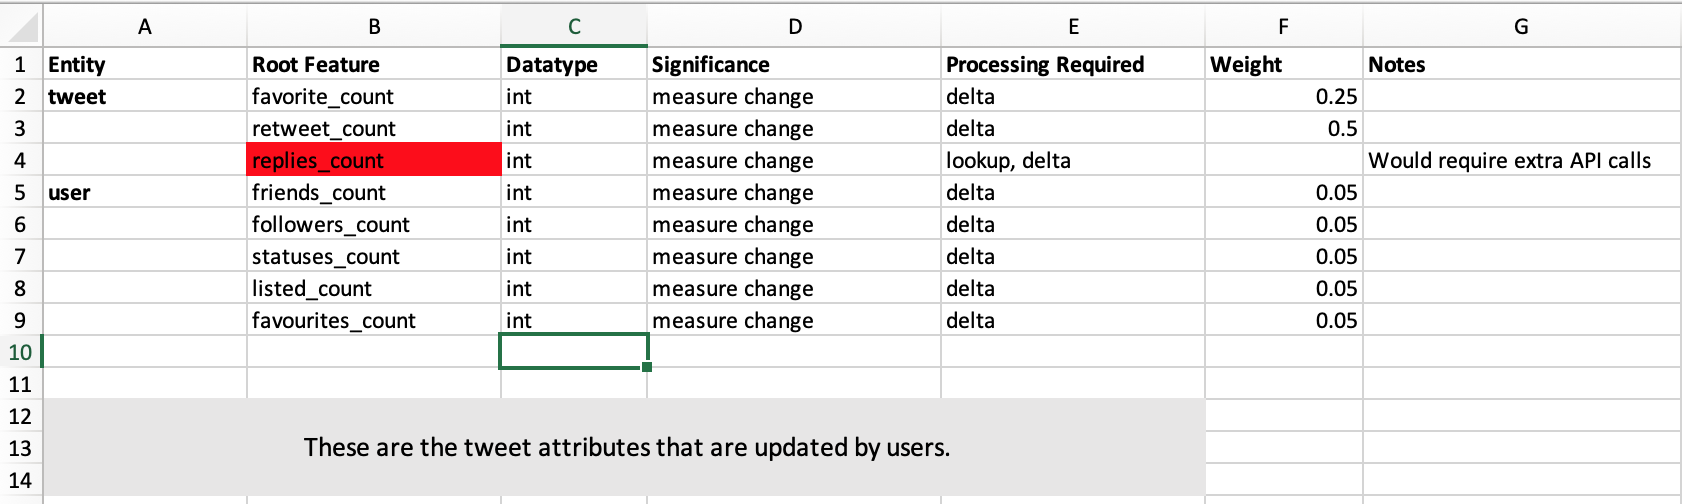 A B C D E F G
1 Entity Root Feature Datatype Significance Processing Required Weight Notes
2 tweet favorite_count int measure change delta 0.25
3 retweet_count int measure change delta 0.5
4 replies_count int measure change lookup, delta Would require extra API calls
5 user friends_count int measure change delta 0.05
6 followers_count int measure change delta 0.05
7 statuses_count int measure change delta 0.05
8 listed_count int measure change delta 0.05
9 favourites_count int measure change delta 0.05
10
11
12
13 These are the tweet attributes that are updated by users.
14